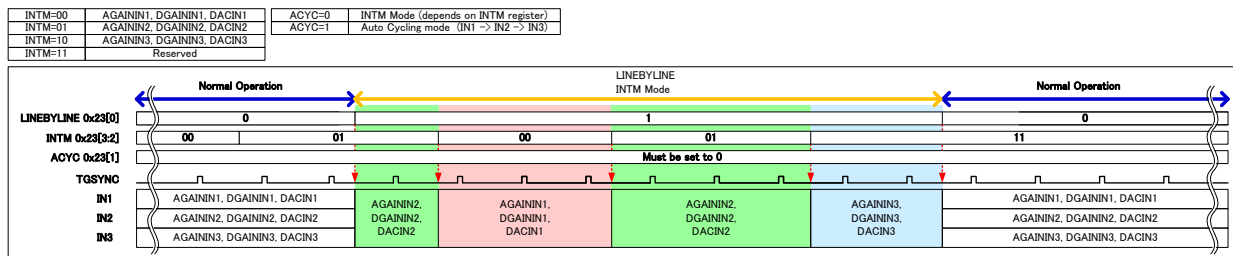 INTM=00 AGAININ1, DGAININ1, DACIN1 ACYC=0 INTM Mode (depends on INTM register)
INTM=01 AGAININ2, DGAININ2, DACIN2 ACYC=1 Auto Cycling mode (IN1 -> IN2 -> IN3)
INTM=10 AGAININ3, DGAININ3, DACIN3
INTM=11 Reserved
LINEBYLINE
Normal Operation INTM Mode Normal Operation
LINEBYLINE 0x23[0] 0 1 0
INTM 0x23[3:2] 00 01 00 01 11
ACYC 0x23[1] Must be set to 0
TGSYNC
IN1 AGAININ1, DGAININ1, DACIN1 AGAININ2, AGAININ1, AGAININ2, AGAININ3, AGAININ1, DGAININ1, DACIN1
IN2 AGAININ2, DGAININ2, DACIN2 DGAININ2, DGAININ1, DGAININ2, DGAININ3, AGAININ2, DGAININ2, DACIN2
IN3 AGAININ3, DGAININ3, DACIN3 DACIN2 DACIN1 DACIN2 DACIN3 AGAININ3, DGAININ3, DACIN3